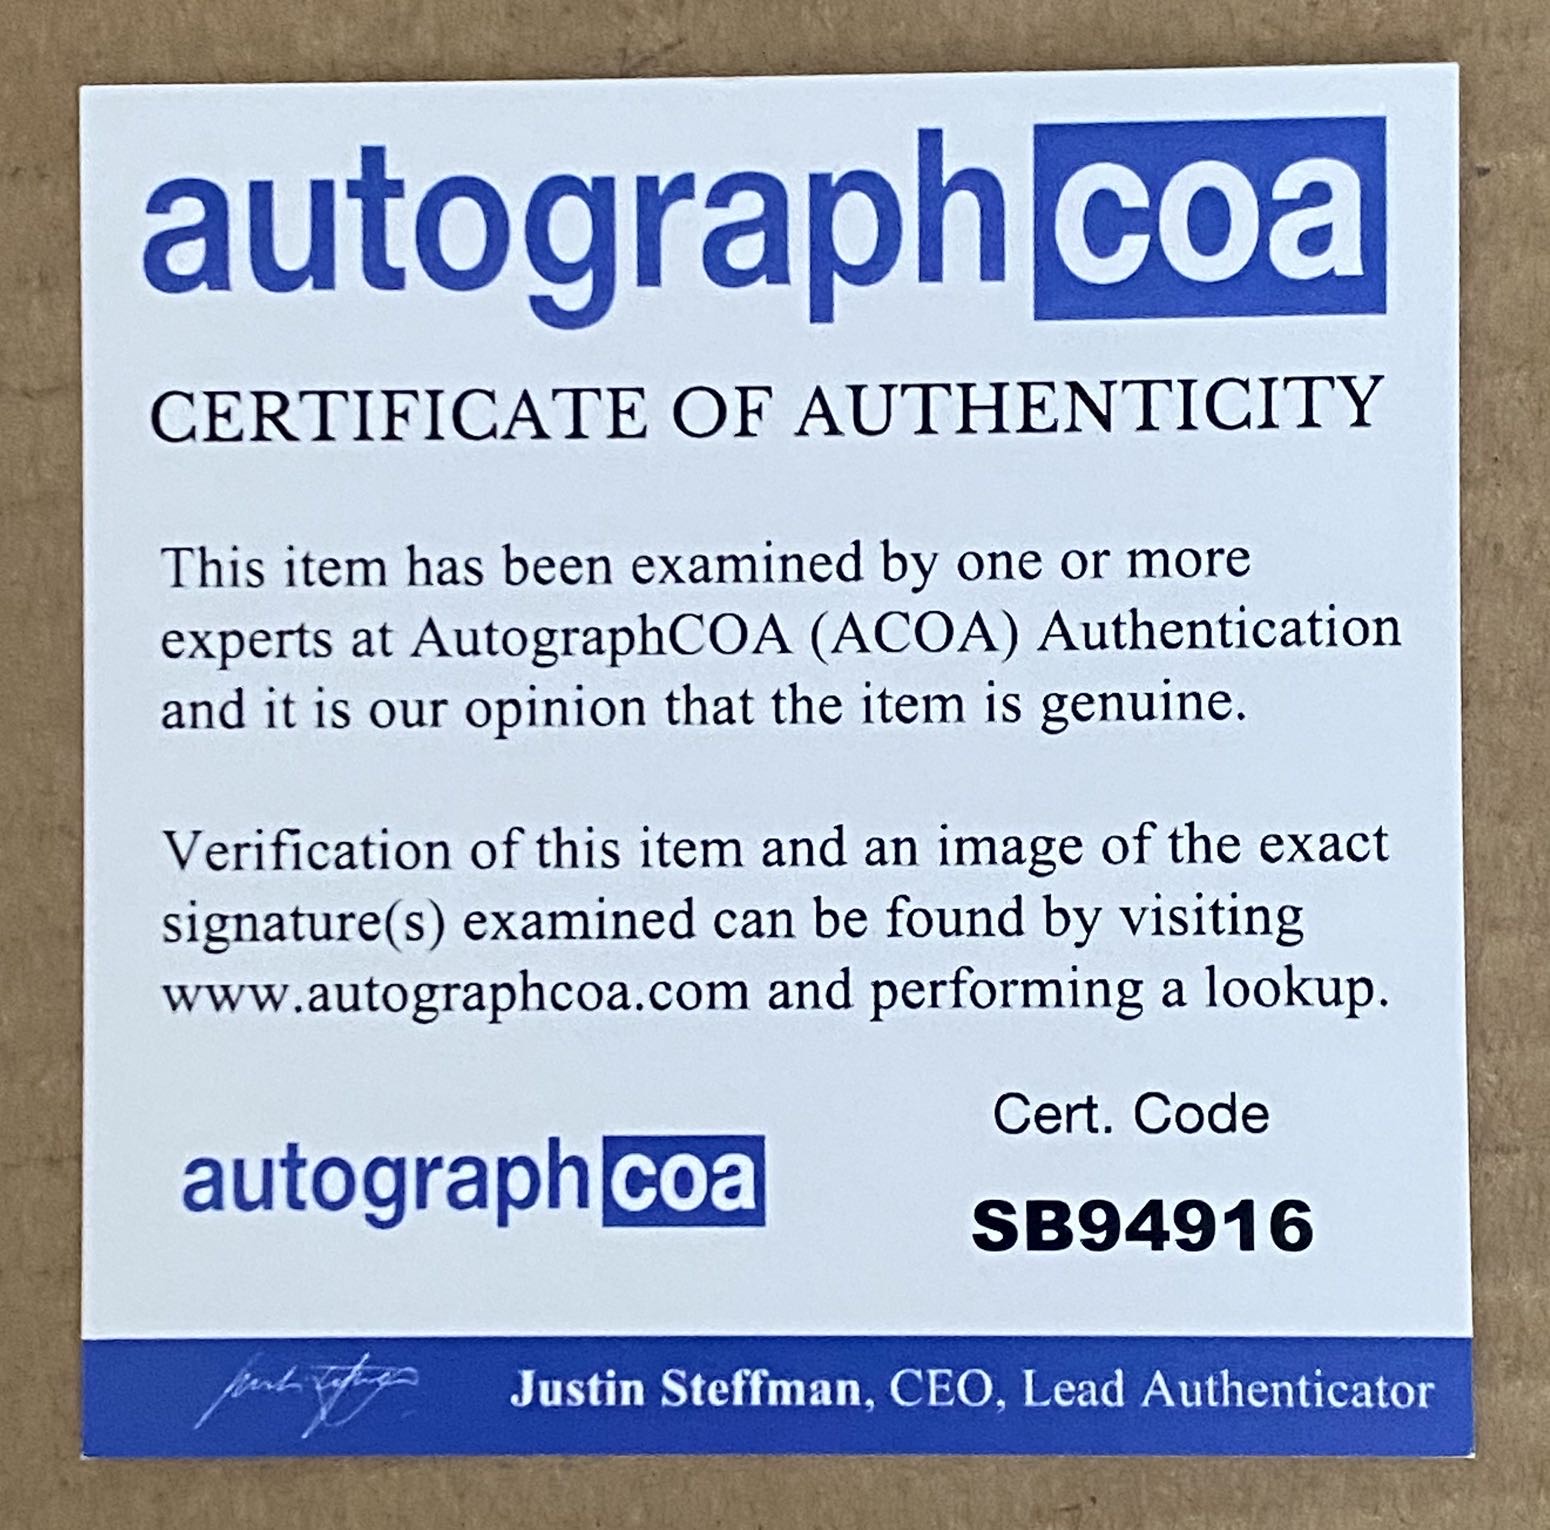 autographcoa
CERTIFICATE OF AUTHENTICITY
This item has been examined by one or more
experts at AutographCOA (ACOA) Authentication
and it is our opinion that the item is genuine.
Verification of this item and an image of the exact
signature(s) examined can be found by visiting
www.autographcoa.com and performing a lookup.
Cert. Code
autographcoa
SB94916
Justin Steffman, CEO, Lead Authenticator